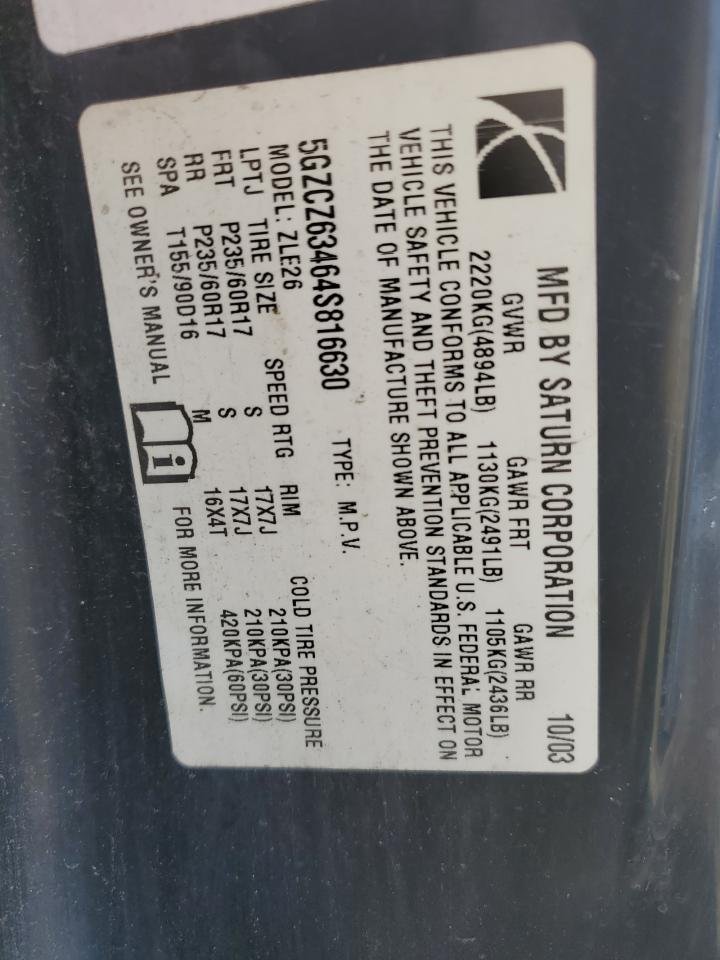 MFD BY SATURN CORPORATION 10/03
GVWR GAWR FRT GAWR RR
2220KG(4894LB) 1130KG(2491LB) 1105KG(2436LB)
THIS VEHICLE CONFORMS TO ALL APPLICABLE U.S. FEDERAL MOTOR
VEHICLE SAFETY AND THEFT PREVENTION STANDARDS IN EFFECT ON
THE DATE OF MANUFACTURE SHOWN ABOVE.
5GZCZ63464S816630 TYPE: M.P.V.
MODEL: ZLE26
LPTJ TIRE SIZE SPEED RTG RIM COLD TIRE PRESSURE
FRT P235/60R17 S 17X7J 210KPA(30PSI)
RR P235/60R17 S 17X7J 210KPA(30PSI)
SPA T155/90D16 M 16X4T 420KPA(60PSI)
SEE OWNER'S MANUAL i FOR MORE INFORMATION.